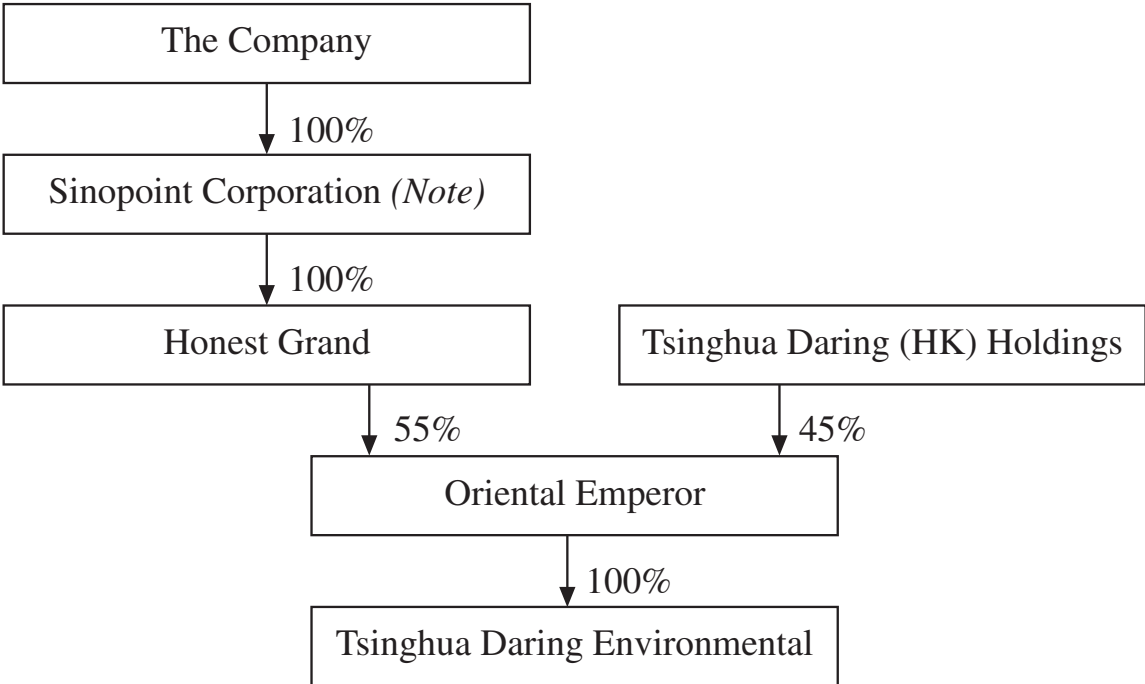 The Company
100%
Sinopoint Corporation (Note)
100%
Honest Grand
Tsinghua Daring (HK) Holdings
55%
45%
Oriental Emperor
100%
Tsinghua Daring Environmental